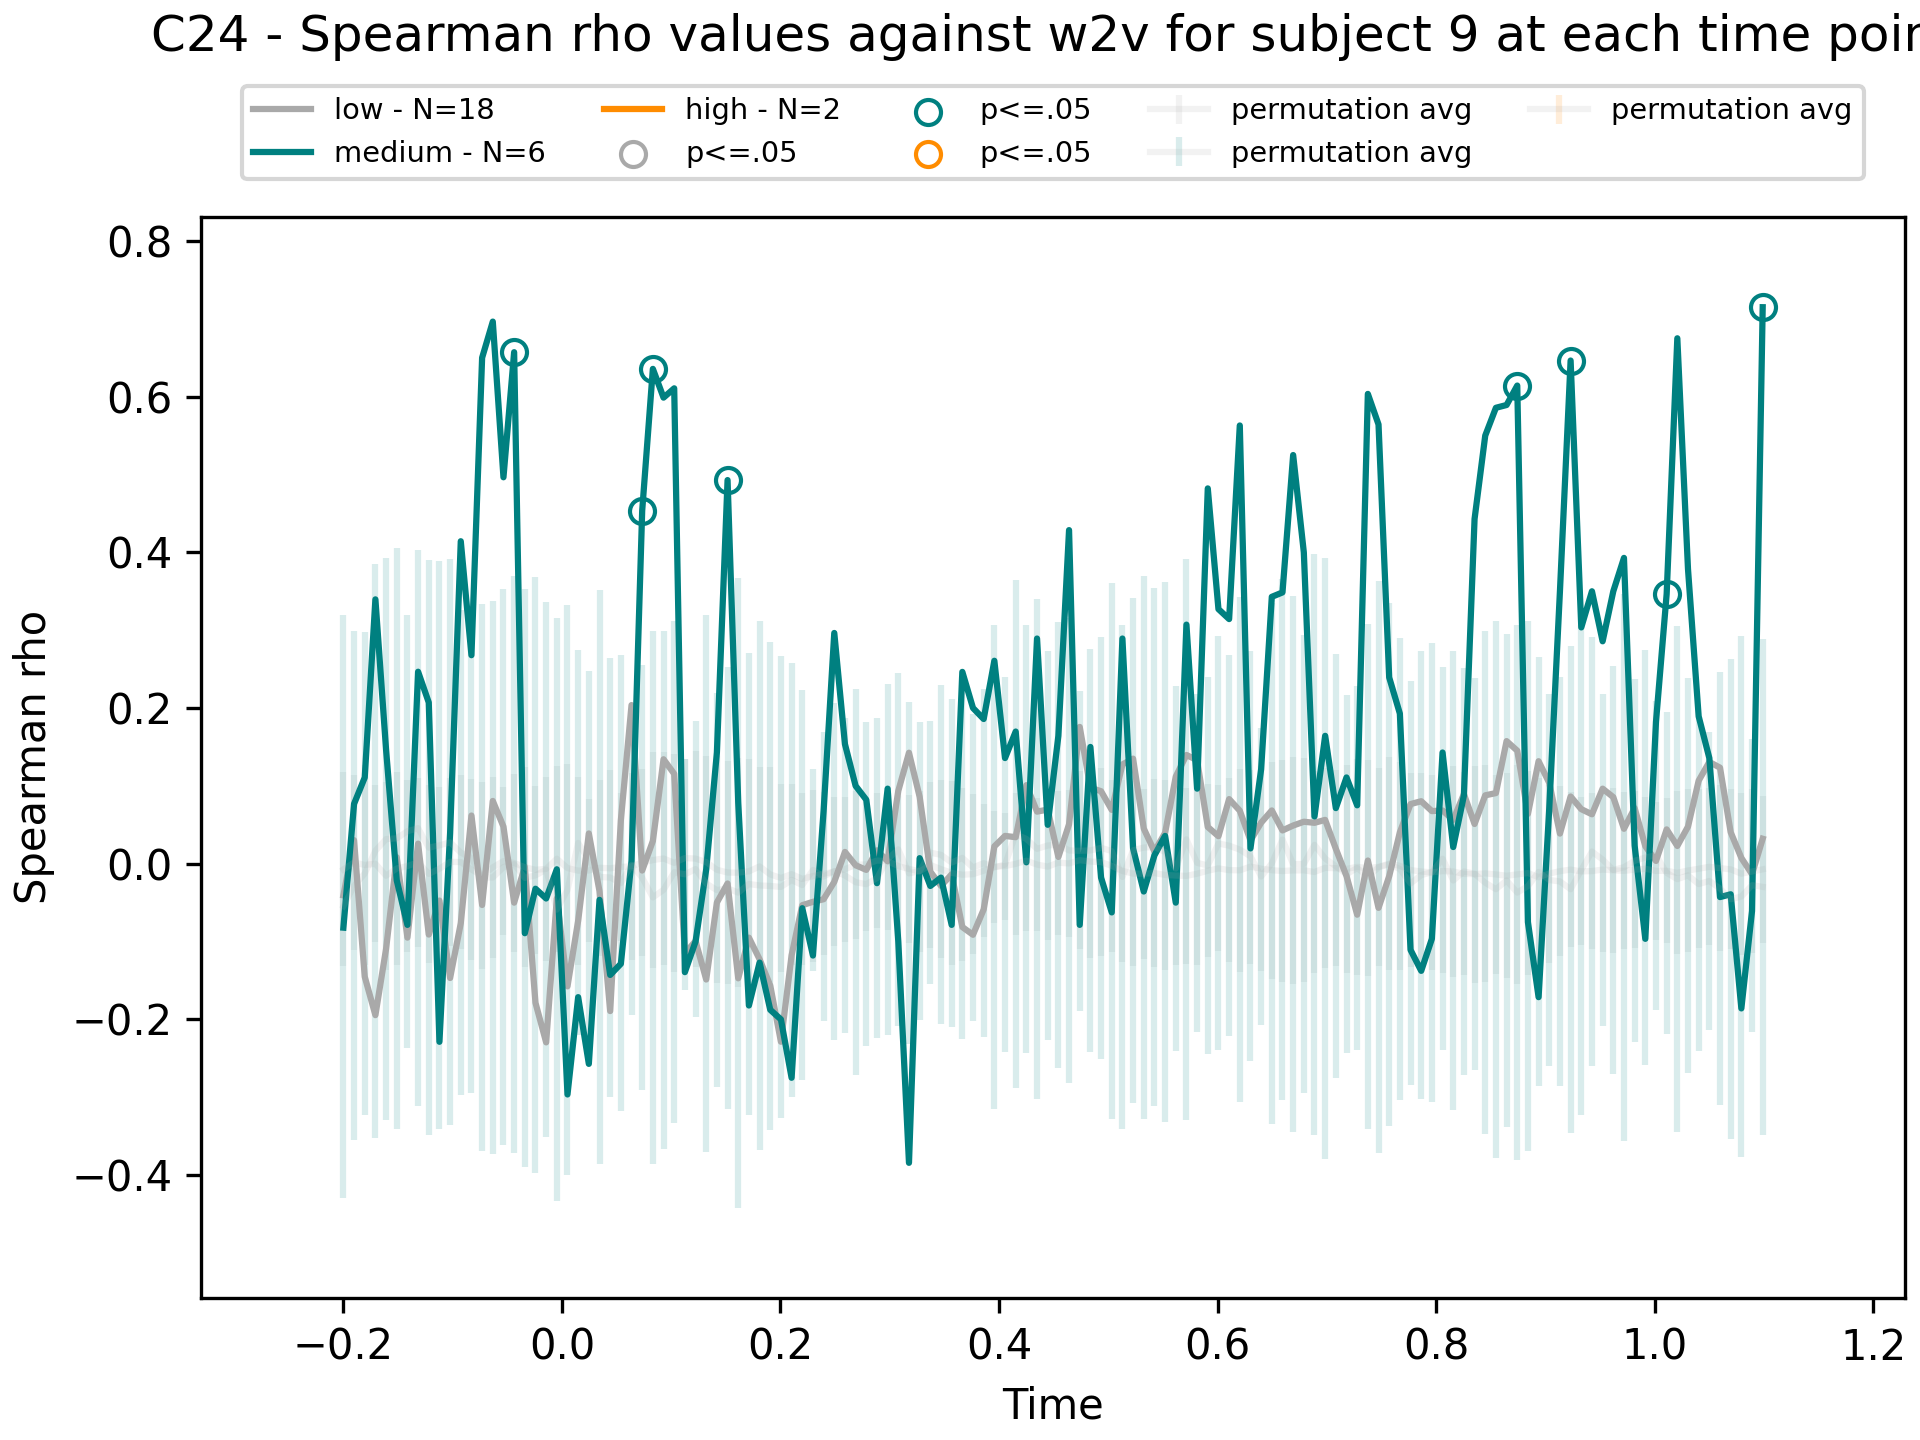 C24 - Spearman rho values against w2v for subject 9 at each time poin
low - N=18
medium - N=6
high - N=2
p<=.05
p<=.05
p<=.05
permutation avg
permutation avg
permutation avg
0.8
0.6
0.4
0.2
0.0
−0.2
−0.4
Spearman rho
−0.2 0.0 0.2 0.4 0.6 0.8 1.0 1.2
Time